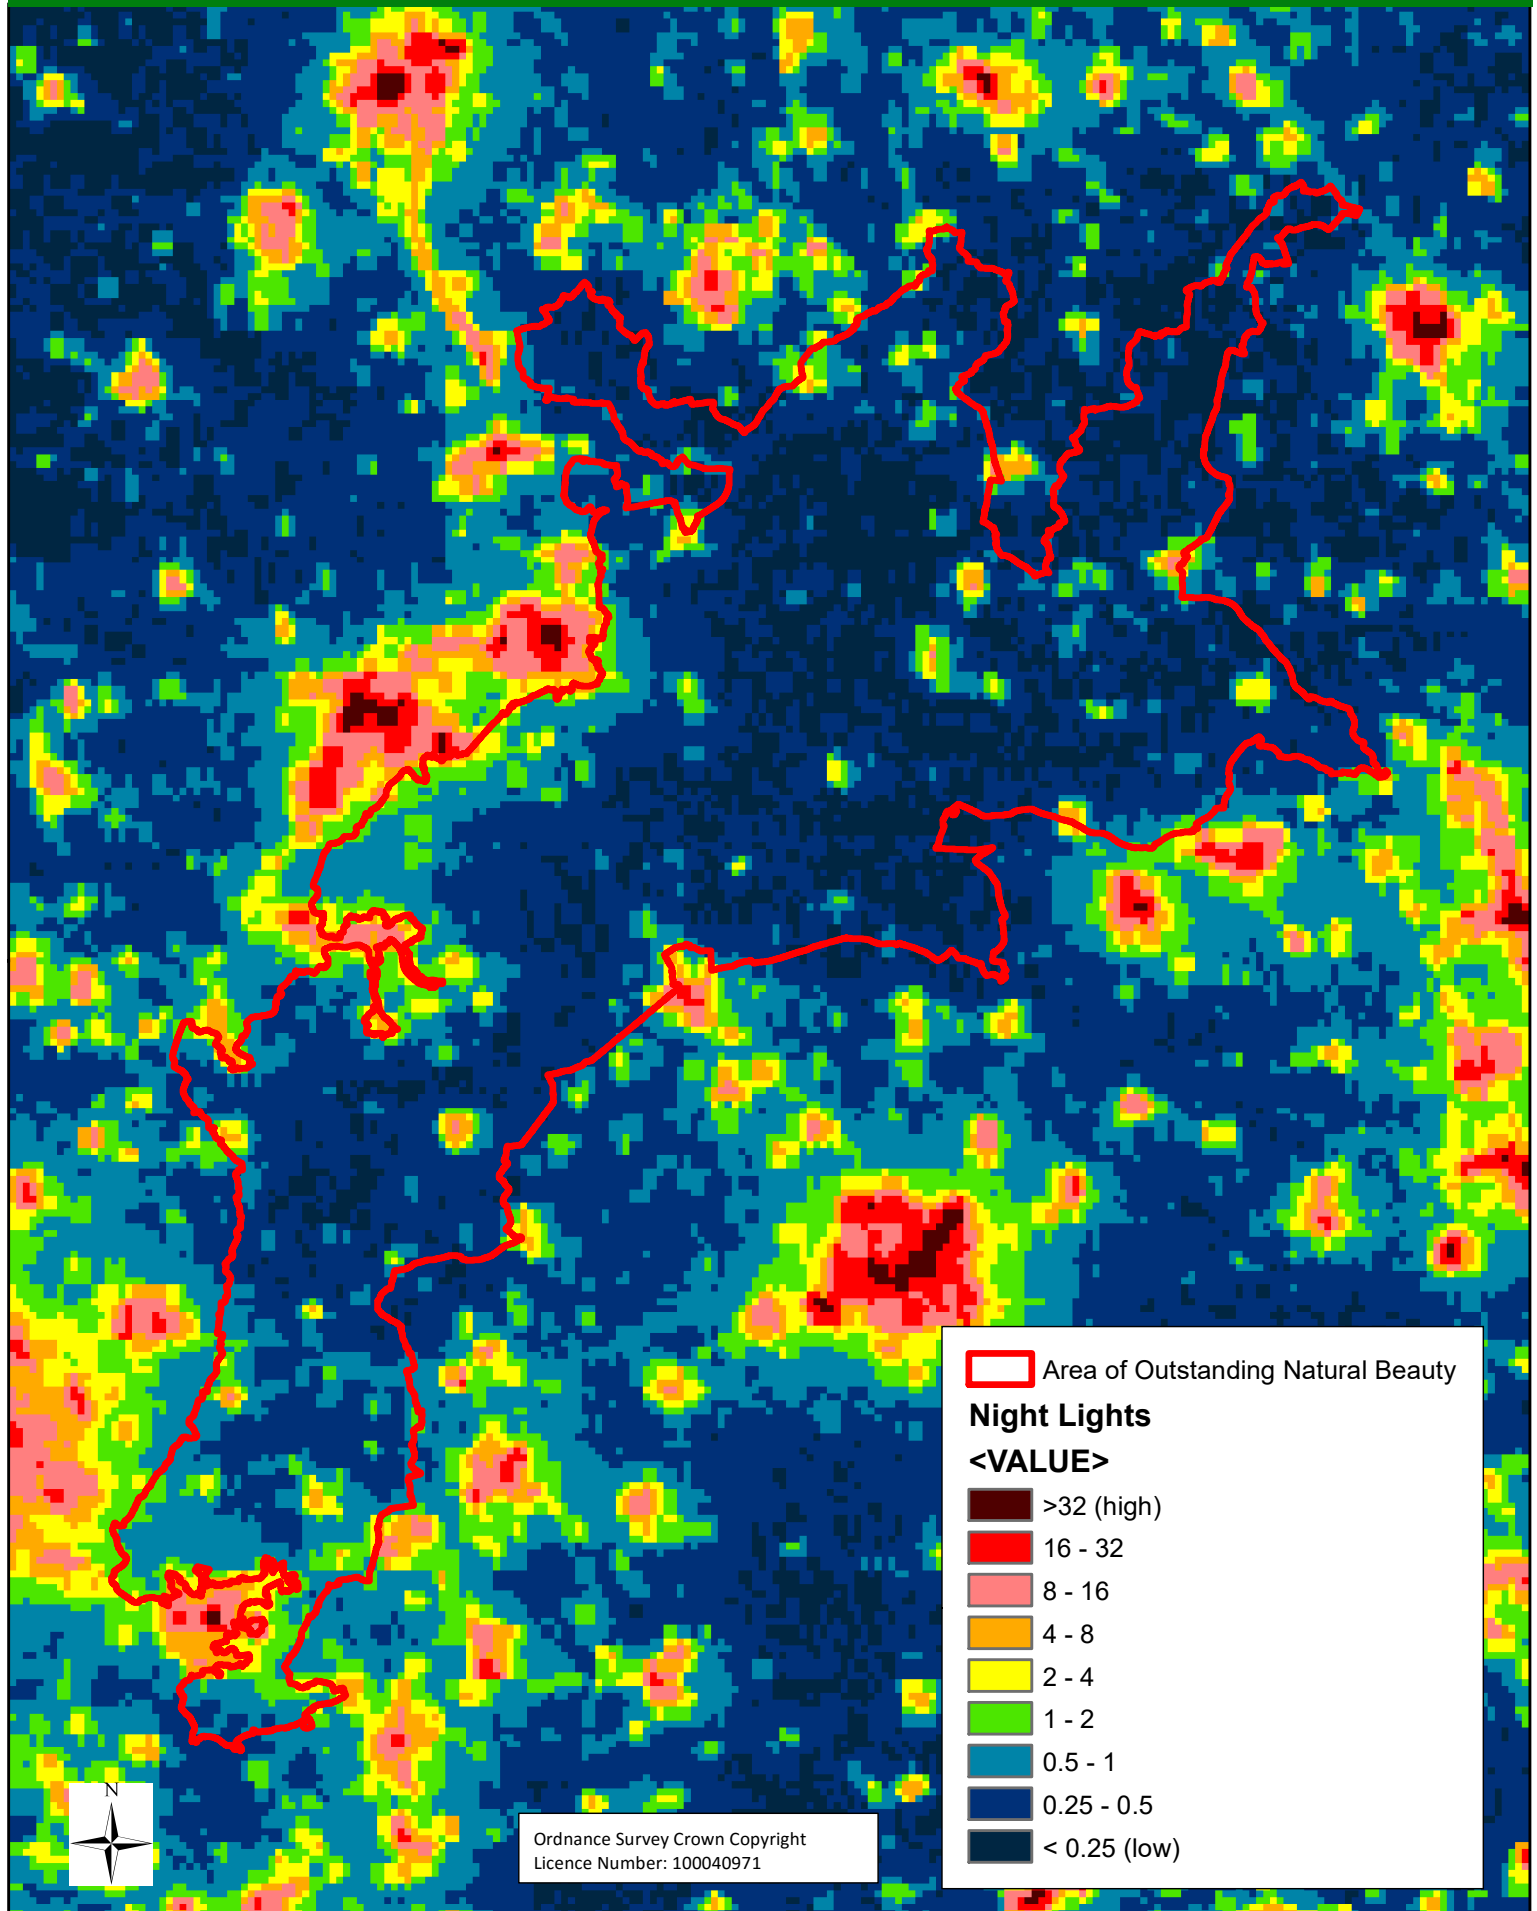 Area of Outstanding Natural Beauty
Night Lights
<VALUE>
>32 (high)
16 - 32
8 - 16
4 - 8
2 - 4
1 - 2
0.5 - 1
0.25 - 0.5
< 0.25 (low)
N
Ordnance Survey Crown Copyright
Licence Number: 100040971